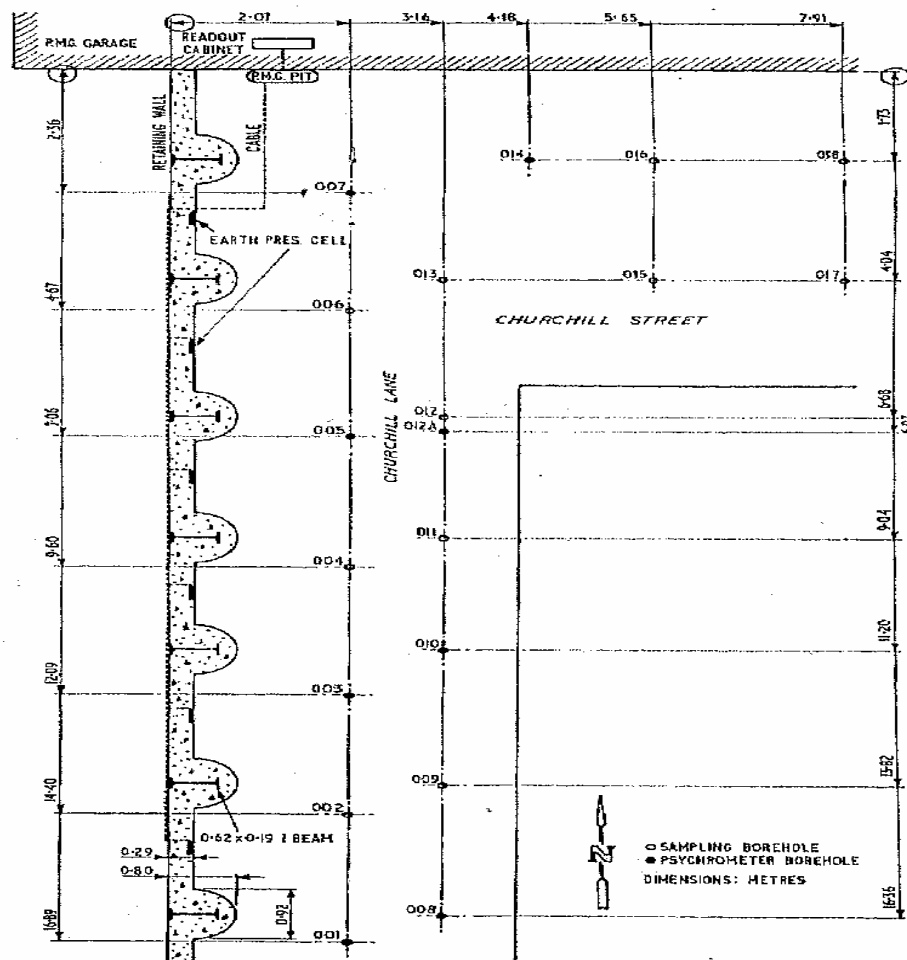 2·07
3·16
4·18
5·65
7·91
P.M.G. GARAGE
READOUT
CABINET
P.M.G. PIT
RETAINING WALL
CABLE
2·36
1·73
014
016
007
EARTH PRES. CELL
4·67
4·04
013
015
017
006
CHURCHILL STREET
CHURCHILL LANE
7·06
6·68
012
012A
005
9·60
9·04
011
004
12·09
11·20
010
003
14·40
13·82
009
002
0·62 x 0·19 I BEAM
0·29
0·80
0·92
N
SAMPLING BOREHOLE
PSYCHROMETER BOREHOLE
DIMENSIONS: METRES
16·89
16·36
008
001